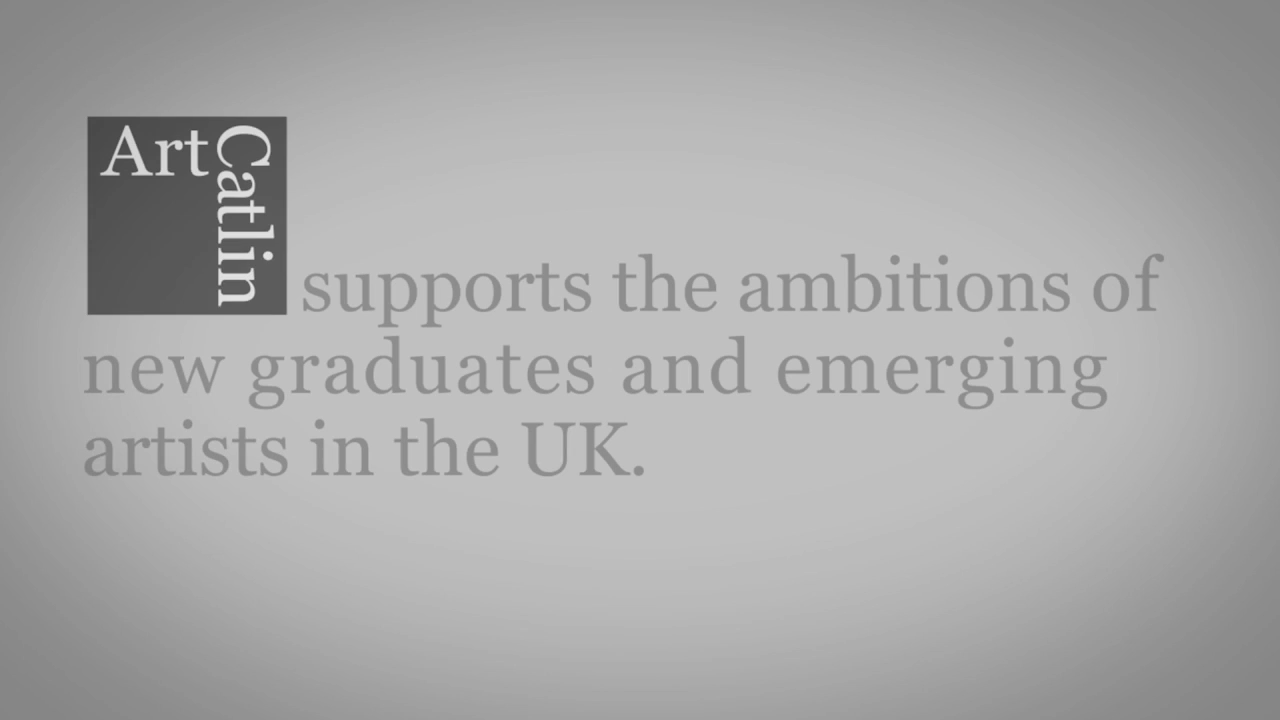 Art
Catlin
supports the ambitions of
new graduates and emerging
artists in the UK.